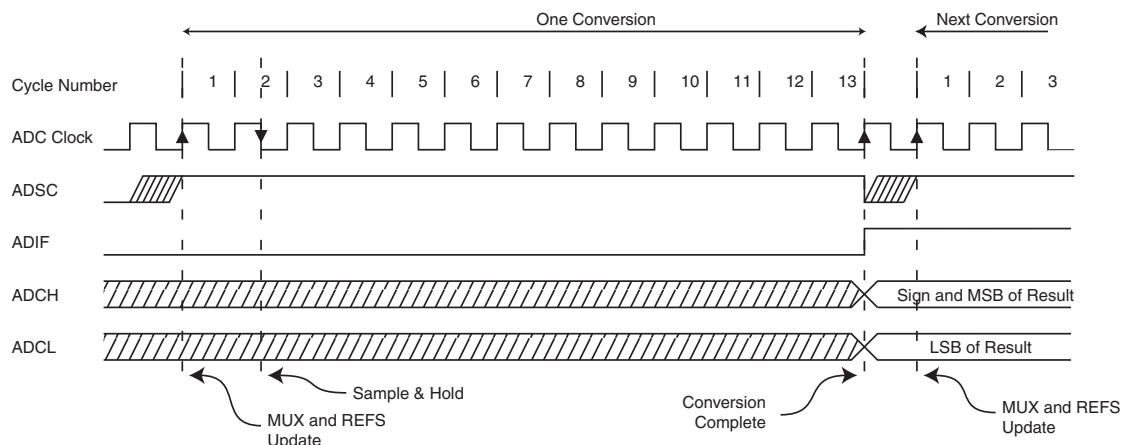 One Conversion
Next Conversion
Cycle Number
1 2 3 4 5 6 7 8 9 10 11 12 13 1 2 3
ADC Clock
ADSC
ADIF
ADCH
Sign and MSB of Result
ADCL
LSB of Result
Sample & Hold
MUX and REFS
Update
Conversion
Complete
MUX and REFS
Update